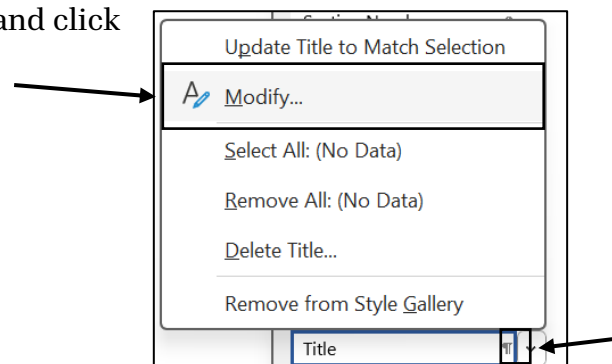 and click
Update Title to Match Selection
Modify...
Select All: (No Data)
Remove All: (No Data)
Delete Title...
Remove from Style Gallery
Title ¶